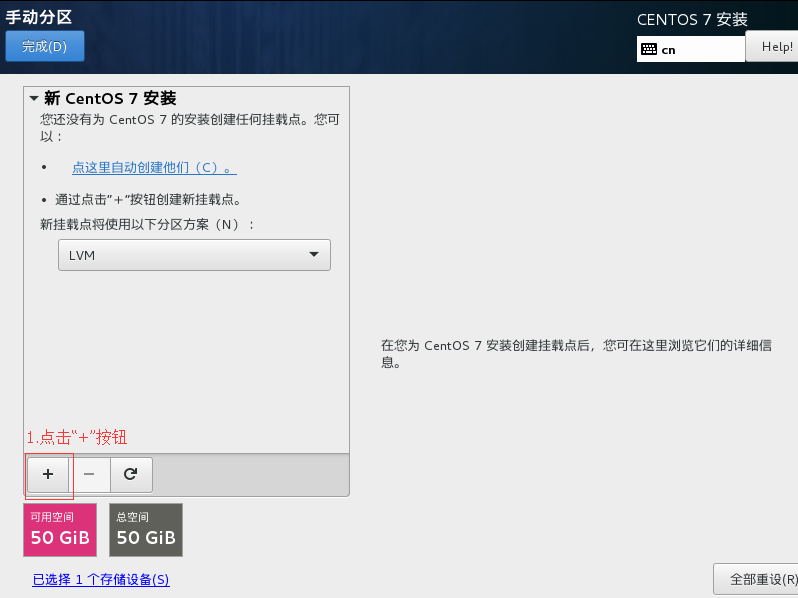 手动分区
CENTOS 7 安装
完成(D)
cn
Help!
新 CentOS 7 安装
您还没有为 CentOS 7 的安装创建任何挂载点。您可
以：
• 点这里自动创建他们（C）。
• 通过点击“+”按钮创建新挂载点。
新挂载点将使用以下分区方案（N）：
LVM
在您为 CentOS 7 安装创建挂载点后，您可在这里浏览它们的详细信
息。
1.点击“+”按钮
+ −
可用空间
50 GiB
总空间
50 GiB
已选择 1 个存储设备(S)
全部重设(R)